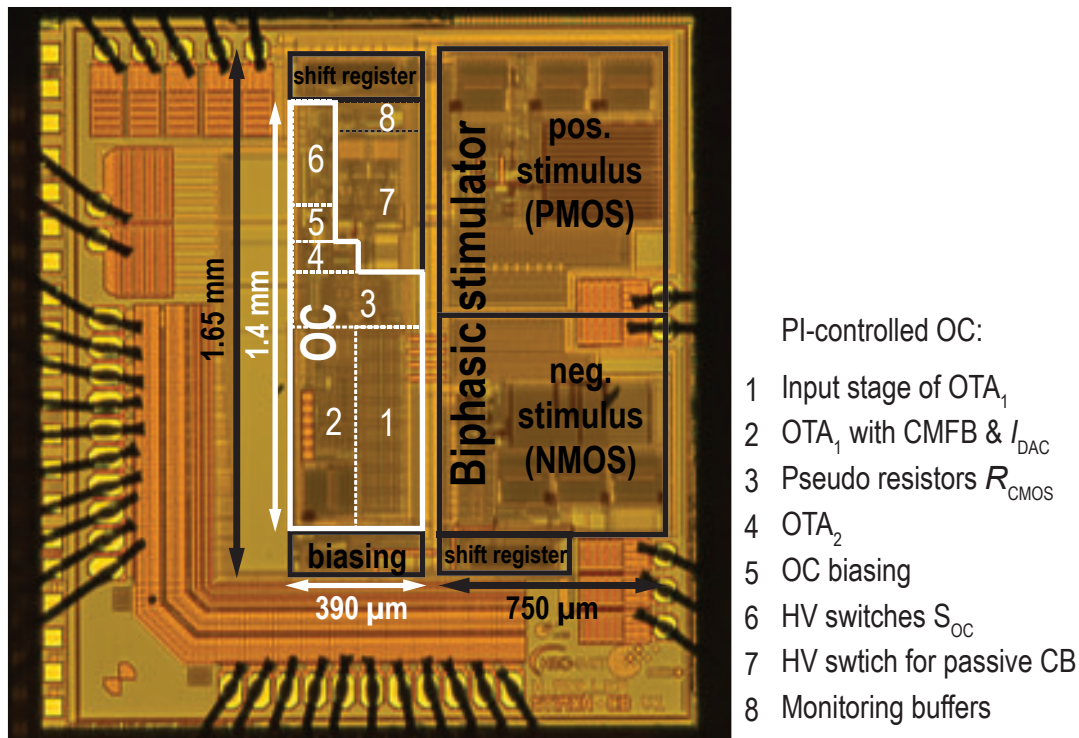 shift register
8
6
7
5
4
3
OC
2
1
1.65 mm
1.4 mm
biasing
390 µm
Biphasic stimulator
pos.
stimulus
(PMOS)
neg.
stimulus
(NMOS)
shift register
750 µm
PI-controlled OC:
1 Input stage of OTA1
2 OTA1 with CMFB & IDAC
3 Pseudo resistors RCMOS
4 OTA2
5 OC biasing
6 HV switches SOC
7 HV swtich for passive CB
8 Monitoring buffers